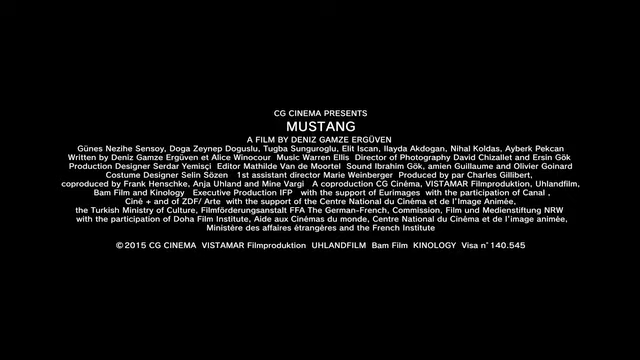 CG CINEMA PRESENTS
MUSTANG
A FILM BY DENIZ GAMZE ERGÜVEN
Günes Nezihe Sensoy, Doga Zeynep Doguslu, Tugba Sunguroglu, Elit Iscan, Ilayda Akdogan, Nihal Koldas, Ayberk Pekcan
Written by Deniz Gamze Ergüven et Alice Winocour Music Warren Ellis Director of Photography David Chizallet and Ersin Gök
Production Designer Serdar Yemisçi Editor Mathilde Van de Moortel Sound Ibrahim Gök, amien Guillaume and Olivier Goinard
Costume Designer Selin Sözen 1st assistant director Marie Weinberger Produced by par Charles Gillibert,
coproduced by Frank Henschke, Anja Uhland and Mine Vargi A coproduction CG Cinéma, VISTAMAR Filmproduktion, Uhlandfilm,
Bam Film and Kinology Executive Production IFP with the support of Eurimages with the participation of Canal ,
Ciné + and of ZDF/ Arte with the support of the Centre National du Cinéma et de l'Image Animée,
the Turkish Ministry of Culture, Filmförderungsanstalt FFA The German-French, Commission, Film und Medienstiftung NRW
with the participation of Doha Film Institute, Aide aux Cinémas du monde, Centre National du Cinéma et de l'image animée,
Ministère des affaires étrangères and the French Institute
©2015 CG CINEMA VISTAMAR Filmproduktion UHLANDFILM Bam Film KINOLOGY Visa n°140.545